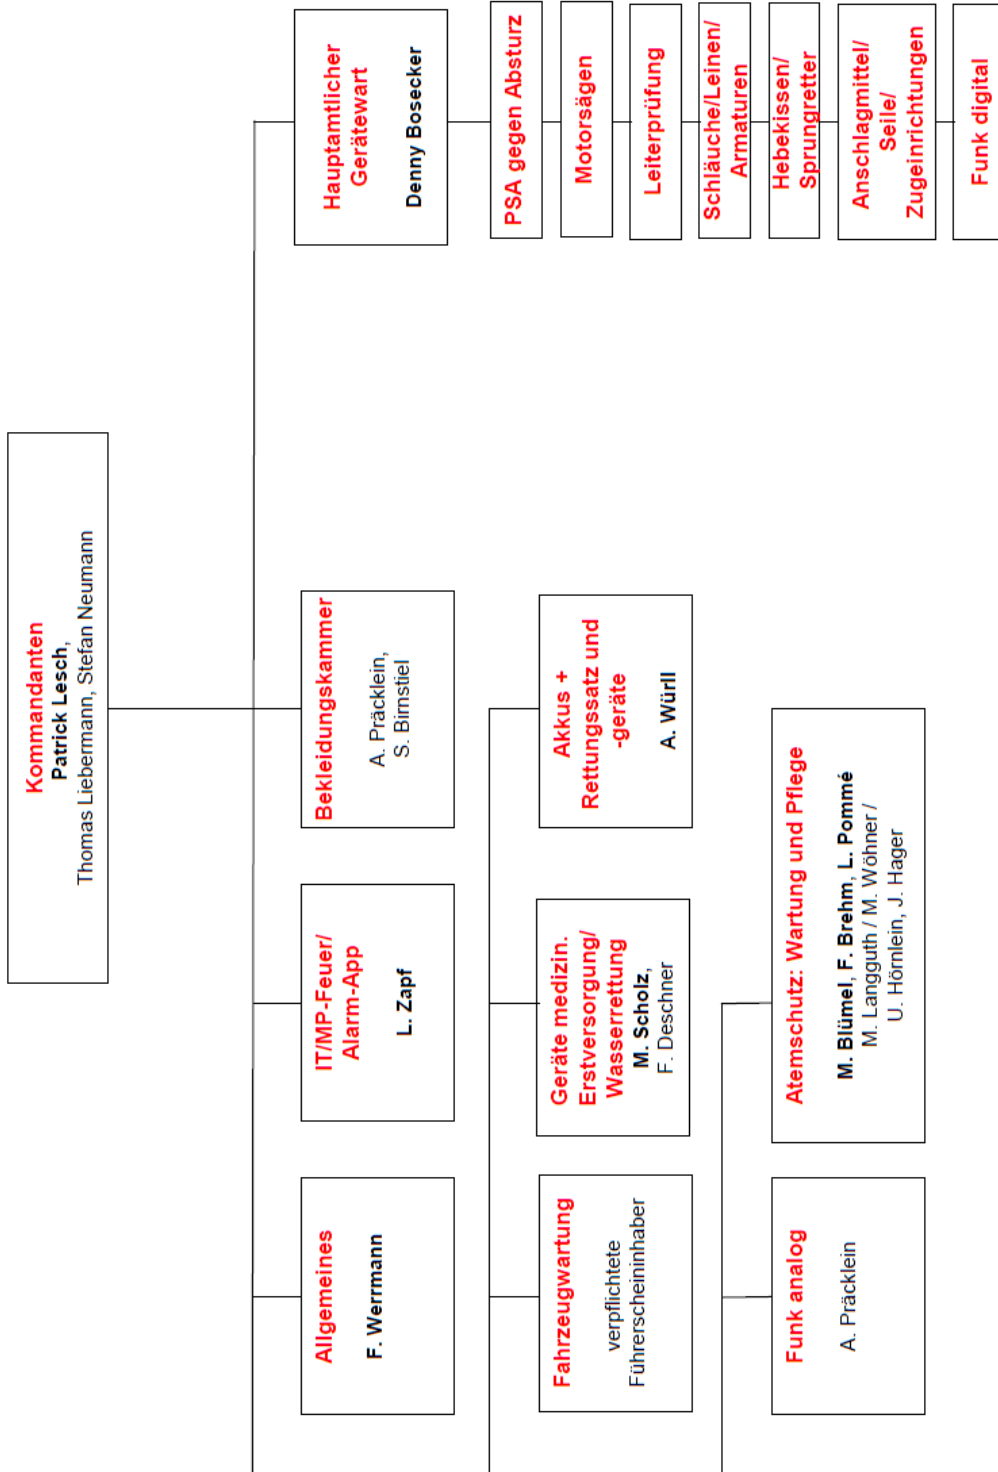 Kommandanten
Patrick Lesch,
Thomas Liebermann, Stefan Neumann
Allgemeines
F. Werrmann
IT/MP-Feuer/
Alarm-App
L. Zapf
Bekleidungskammer
A. Präcklein,
S. Birnstiel
Hauptamtlicher
Gerätewart
Denny Bosecker
PSA gegen Absturz
Motorsägen
Leiterprüfung
Schläuche/Leinen/
Armaturen
Hebekissen/
Sprungretter
Anschlagmittel/
Seile/
Zugeinrichtungen
Funk digital
Fahrzeugwartung
verpflichtete
Führerscheininhaber
Geräte medizin.
Erstversorgung/
Wasserrettung
M. Scholz,
F. Deschner
Akkus +
Rettungssatz und
-geräte
A. Würll
Funk analog
A. Präcklein
Atemschutz: Wartung und Pflege
M. Blümel, F. Brehm, L. Pommé
M. Langguth / M. Wöhner /
U. Hörnlein, J. Hager